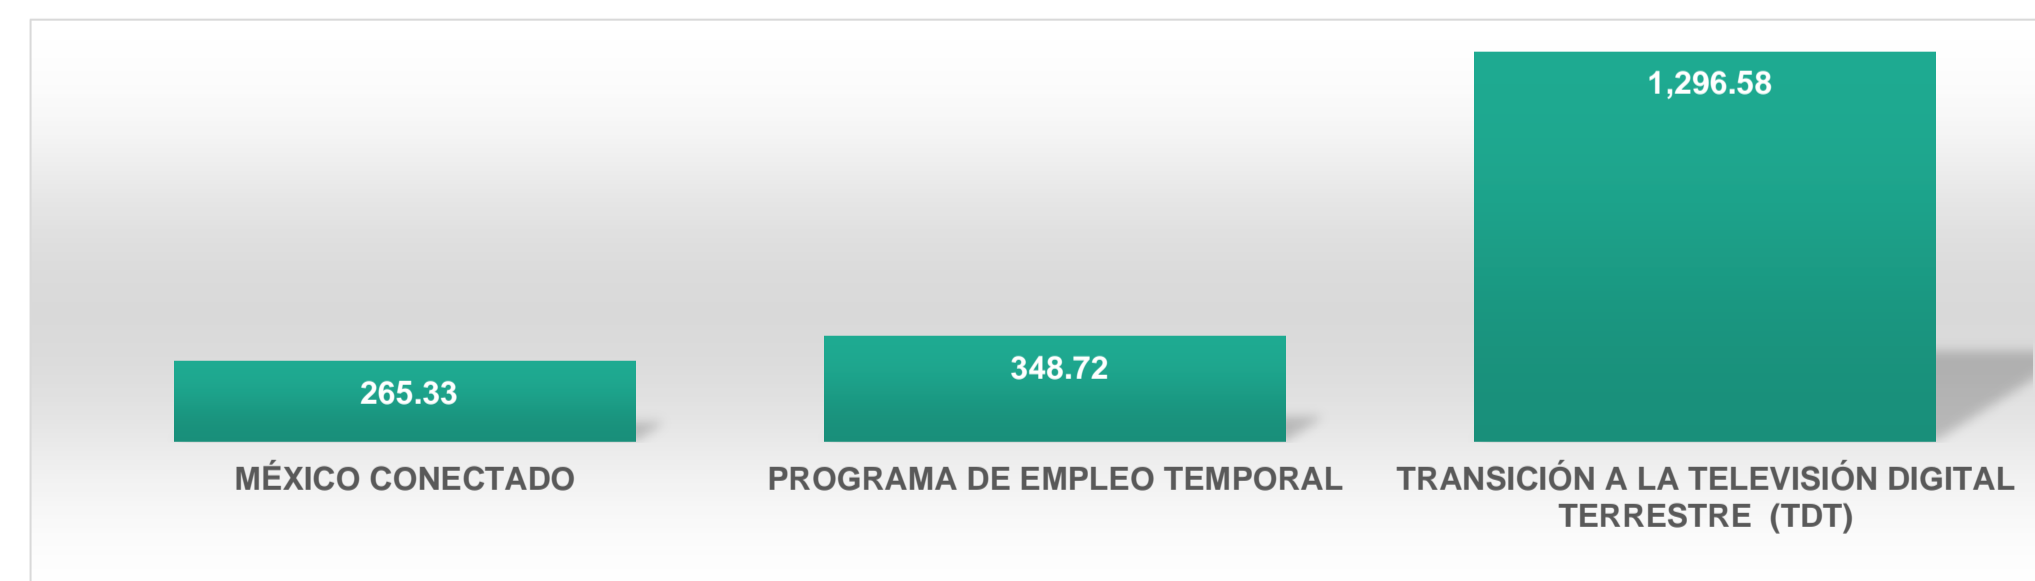 1,296.58
348.72
265.33
MÉXICO CONECTADO
PROGRAMA DE EMPLEO TEMPORAL
TRANSICIÓN A LA TELEVISIÓN DIGITAL
TERRESTRE (TDT)